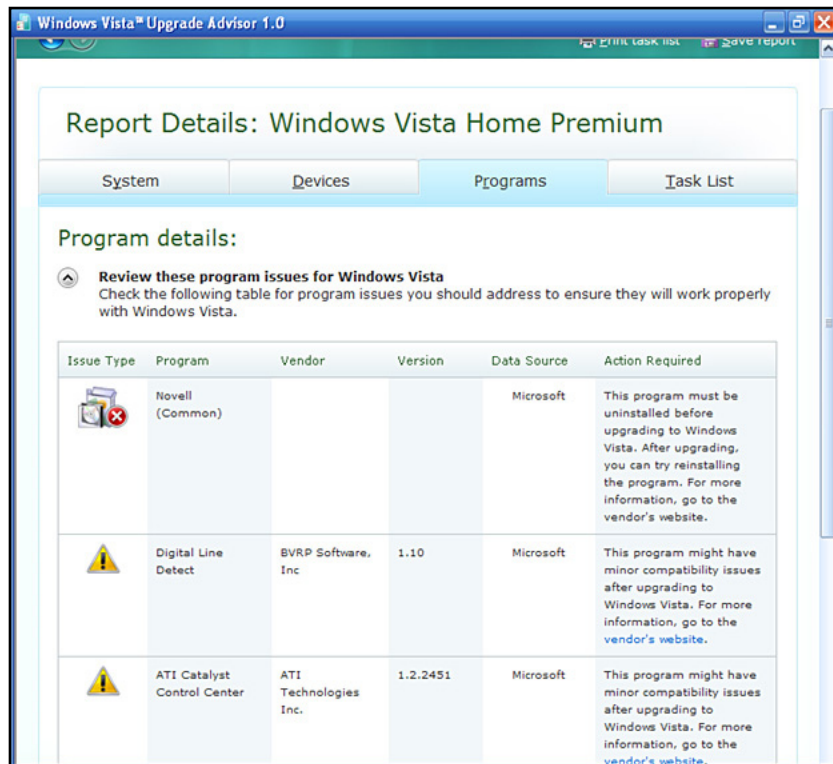 Windows Vista™ Upgrade Advisor 1.0
Print task list Save report
Report Details: Windows Vista Home Premium
System Devices Programs Task List
Program details:
Review these program issues for Windows Vista
Check the following table for program issues you should address to ensure they will work properly
with Windows Vista.
Issue Type Program Vendor Version Data Source Action Required
Novell
(Common)
Microsoft
This program must be
uninstalled before
upgrading to Windows
Vista. After upgrading,
you can try reinstalling
the program. For more
information, go to the
vendor's website.
Digital Line
Detect
BVRP Software,
Inc
1.10
Microsoft
This program might have
minor compatibility issues
after upgrading to
Windows Vista. For more
information, go to the
vendor's website.
ATI Catalyst
Control Center
ATI
Technologies
Inc.
1.2.2451
Microsoft
This program might have
minor compatibility issues
after upgrading to
Windows Vista. For more
information, go to the
vendor's website.